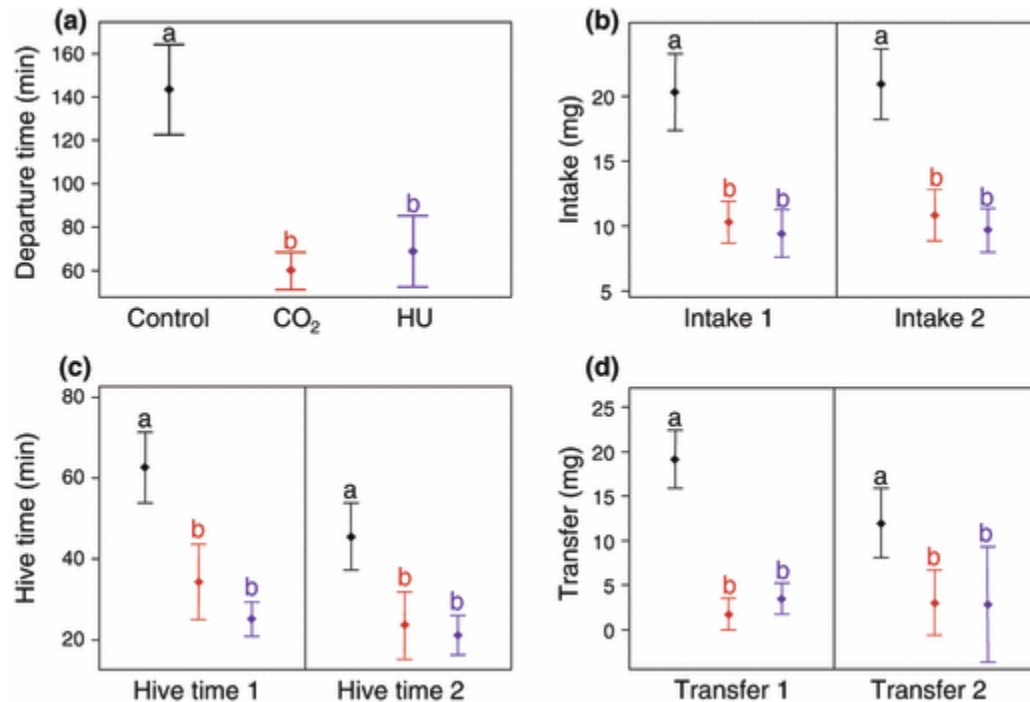 (a)
Departure time (min)
160
140
120
100
80
60
a
b
b
Control CO₂ HU
(b)
Intake (mg)
20
15
10
5
a
b
b
a
b
b
Intake 1 Intake 2
(c)
Hive time (min)
80
60
40
20
a
b
b
a
b
b
Hive time 1 Hive time 2
(d)
Transfer (mg)
25
20
15
10
5
0
a
b
b
a
b
b
Transfer 1 Transfer 2